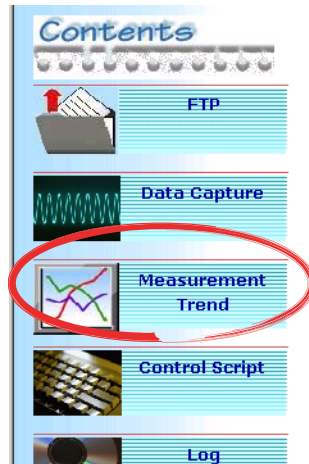 Contents
FTP
Data Capture
Measurement
Trend
Control Script
Log